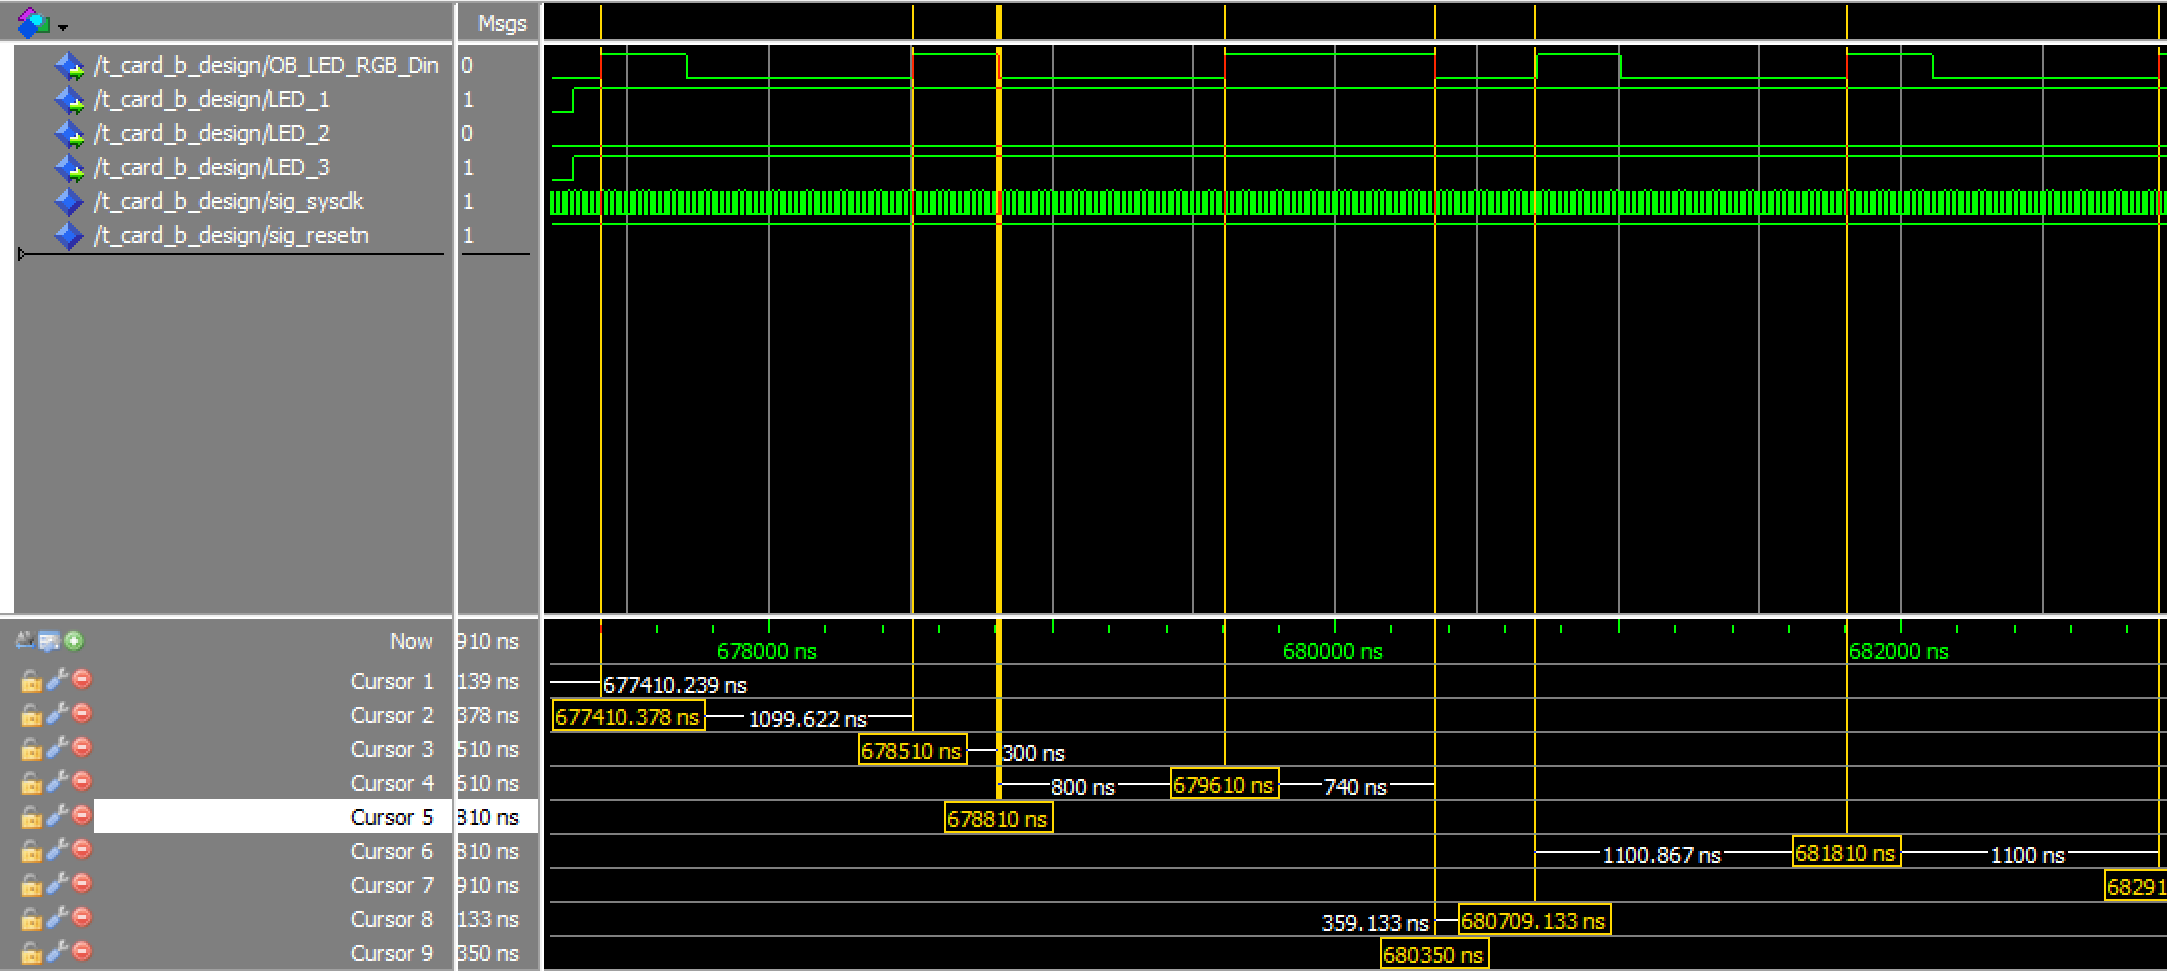 Msgs
/t_card_b_design/OB_LED_RGB_Din 0
/t_card_b_design/LED_1 1
/t_card_b_design/LED_2 0
/t_card_b_design/LED_3 1
/t_card_b_design/sig_sysclk 1
/t_card_b_design/sig_resetn 1
Now 910 ns 678000 ns 680000 ns 682000 ns
Cursor 1 139 ns 677410.239 ns
Cursor 2 378 ns 677410.378 ns 1099.622 ns
Cursor 3 510 ns 678510 ns 300 ns
Cursor 4 610 ns 800 ns 679610 ns 740 ns
Cursor 5 810 ns 678810 ns
Cursor 6 810 ns 1100.867 ns 681810 ns 1100 ns
Cursor 7 910 ns 68291
Cursor 8 133 ns 359.133 ns 680709.133 ns
Cursor 9 350 ns 680350 ns